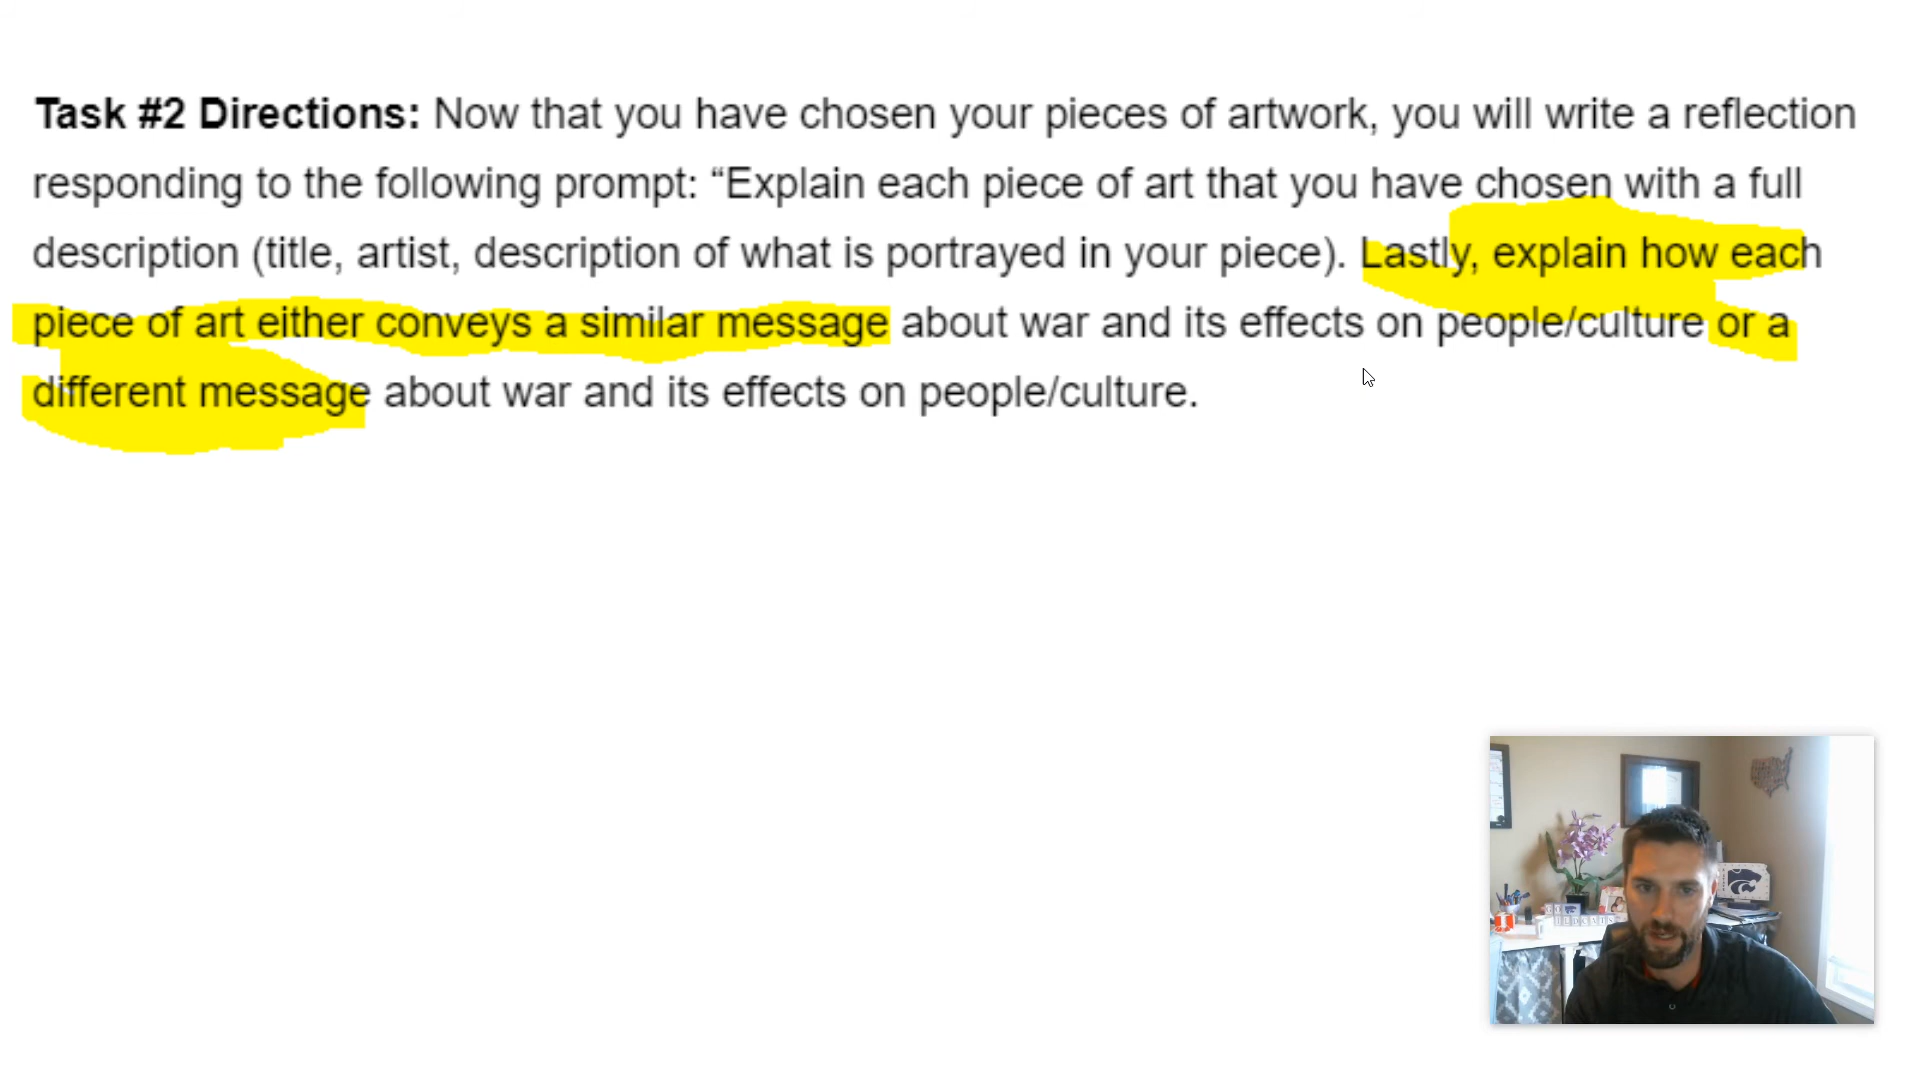 Task #2 Directions: Now that you have chosen your pieces of artwork, you will write a reflection
responding to the following prompt: “Explain each piece of art that you have chosen with a full
description (title, artist, description of what is portrayed in your piece). Lastly, explain how each
piece of art either conveys a similar message about war and its effects on people/culture or a
different message about war and its effects on people/culture.